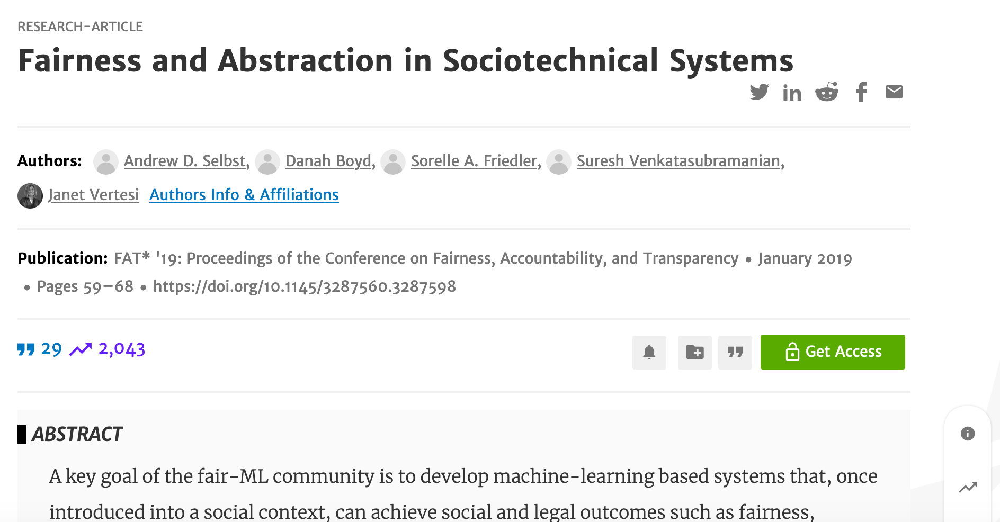 RESEARCH-ARTICLE
Fairness and Abstraction in Sociotechnical Systems
Authors: Andrew D. Selbst, Danah Boyd, Sorelle A. Friedler, Suresh Venkatasubramanian,
Janet Vertesi Authors Info & Affiliations
Publication: FAT* '19: Proceedings of the Conference on Fairness, Accountability, and Transparency • January 2019
• Pages 59–68 • https://doi.org/10.1145/3287560.3287598
29 2,043 Get Access
ABSTRACT
A key goal of the fair-ML community is to develop machine-learning based systems that, once
introduced into a social context, can achieve social and legal outcomes such as fairness,